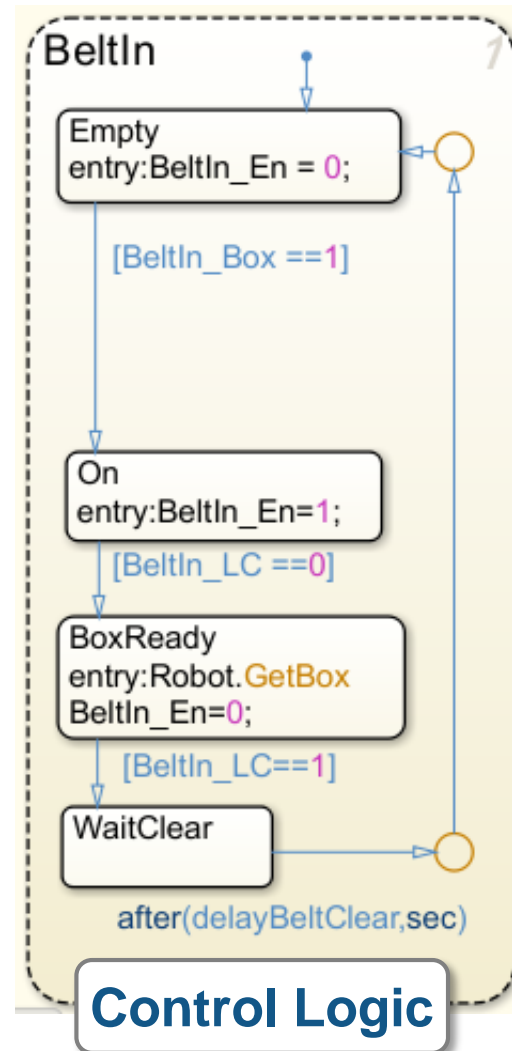 BeltIn
1
Empty
entry:BeltIn_En = 0;
[BeltIn_Box ==1]
On
entry:BeltIn_En=1;
[BeltIn_LC ==0]
BoxReady
entry:Robot.GetBox
BeltIn_En=0;
[BeltIn_LC==1]
WaitClear
after(delayBeltClear,sec)
Control Logic